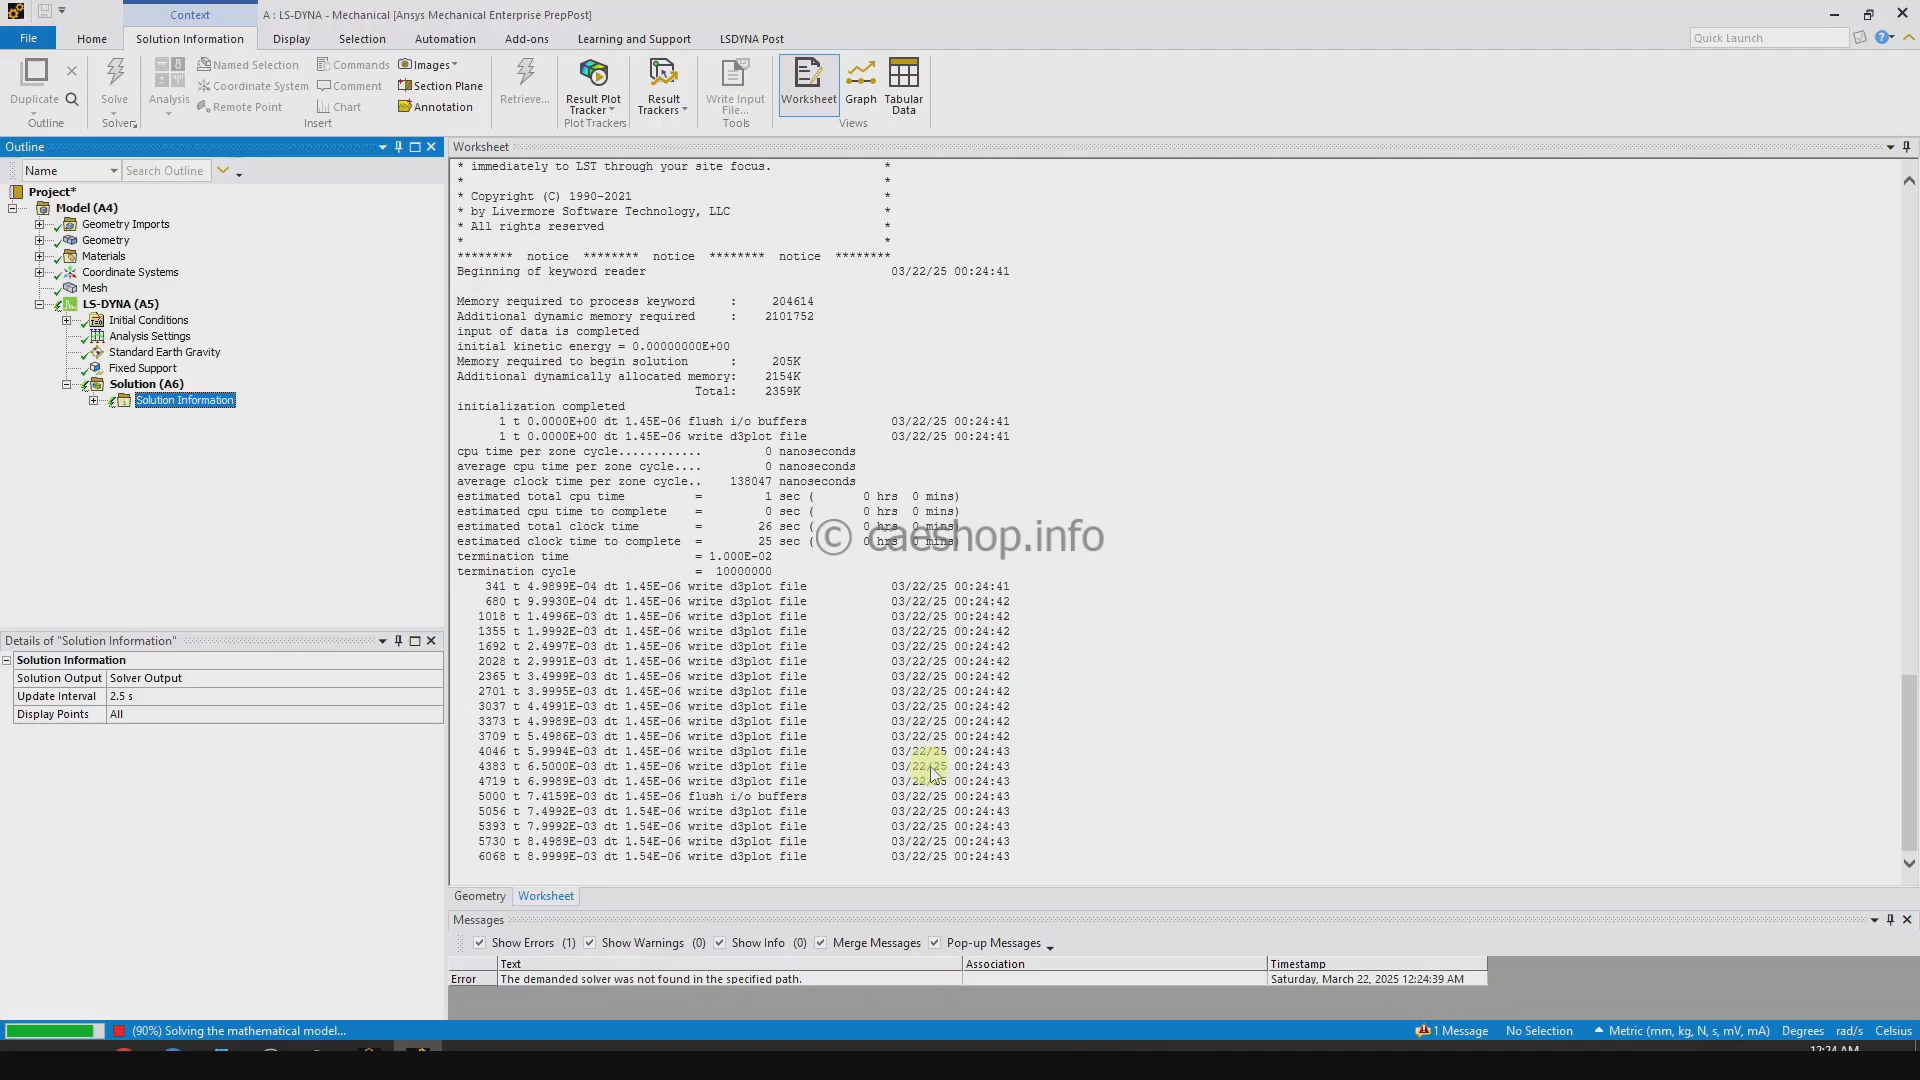 Context
A : LS-DYNA - Mechanical [Ansys Mechanical Enterprise PrepPost]
File
Home
Solution Information
Display
Selection
Automation
Add-ons
Learning and Support
LSDYNA Post
Quick Launch
Duplicate
Outline
Solve
Solver
Analysis
Named Selection
Coordinate System
Remote Point
Commands
Comment
Chart
Insert
Images
Section Plane
Annotation
Retrieve...
Result Plot
Tracker
Plot Trackers
Result
Trackers
Write Input
File...
Tools
Worksheet
Graph
Tabular
Data
Views
Outline
Name
Search Outline
Project*
Model (A4)
Geometry Imports
Geometry
Materials
Coordinate Systems
Mesh
LS-DYNA (A5)
Initial Conditions
Analysis Settings
Standard Earth Gravity
Fixed Support
Solution (A6)
Solution Information
Details of "Solution Information"
Solution Information
Solution Output Solver Output
Update Interval 2.5 s
Display Points All
Worksheet
* immediately to LST through your site focus. *
* *
* Copyright (C) 1990-2021 *
* by Livermore Software Technology, LLC *
* All rights reserved *
* *
******** notice ******** notice ******** notice ********
Beginning of keyword reader 03/22/25 00:24:41
Memory required to process keyword : 204614
Additional dynamic memory required : 2101752
input of data is completed
initial kinetic energy = 0.00000000E+00
Memory required to begin solution : 205K
Additional dynamically allocated memory: 2154K
Total: 2359K
initialization completed
1 t 0.0000E+00 dt 1.45E-06 flush i/o buffers 03/22/25 00:24:41
1 t 0.0000E+00 dt 1.45E-06 write d3plot file 03/22/25 00:24:41
cpu time per zone cycle............ 0 nanoseconds
average cpu time per zone cycle.... 0 nanoseconds
average clock time per zone cycle.. 138047 nanoseconds
estimated total cpu time = 1 sec ( 0 hrs 0 mins)
estimated cpu time to complete = 0 sec ( 0 hrs 0 mins)
estimated total clock time = 26 sec ( 0 hrs 0 mins)
estimated clock time to complete = 25 sec ( 0 hrs 0 mins)
termination time = 1.000E-02
termination cycle = 10000000
341 t 4.9899E-04 dt 1.45E-06 write d3plot file 03/22/25 00:24:41
680 t 9.9930E-04 dt 1.45E-06 write d3plot file 03/22/25 00:24:42
1018 t 1.4996E-03 dt 1.45E-06 write d3plot file 03/22/25 00:24:42
1355 t 1.9992E-03 dt 1.45E-06 write d3plot file 03/22/25 00:24:42
1692 t 2.4997E-03 dt 1.45E-06 write d3plot file 03/22/25 00:24:42
2028 t 2.9991E-03 dt 1.45E-06 write d3plot file 03/22/25 00:24:42
2365 t 3.4999E-03 dt 1.45E-06 write d3plot file 03/22/25 00:24:42
2701 t 3.9995E-03 dt 1.45E-06 write d3plot file 03/22/25 00:24:42
3037 t 4.4991E-03 dt 1.45E-06 write d3plot file 03/22/25 00:24:42
3373 t 4.9989E-03 dt 1.45E-06 write d3plot file 03/22/25 00:24:42
3709 t 5.4986E-03 dt 1.45E-06 write d3plot file 03/22/25 00:24:42
4046 t 5.9994E-03 dt 1.45E-06 write d3plot file 03/22/25 00:24:43
4383 t 6.5000E-03 dt 1.45E-06 write d3plot file 03/22/25 00:24:43
4719 t 6.9989E-03 dt 1.45E-06 write d3plot file 03/22/25 00:24:43
5000 t 7.4159E-03 dt 1.45E-06 flush i/o buffers 03/22/25 00:24:43
5056 t 7.4992E-03 dt 1.54E-06 write d3plot file 03/22/25 00:24:43
5393 t 7.9992E-03 dt 1.54E-06 write d3plot file 03/22/25 00:24:43
5730 t 8.4989E-03 dt 1.54E-06 write d3plot file 03/22/25 00:24:43
6068 t 8.9999E-03 dt 1.54E-06 write d3plot file 03/22/25 00:24:43
© caeshop.info
Geometry
Worksheet
Messages
Show Errors (1) Show Warnings (0) Show Info (0) Merge Messages Pop-up Messages
Text Association Timestamp
Error The demanded solver was not found in the specified path. Saturday, March 22, 2025 12:24:39 AM
(90%) Solving the mathematical model...
1 Message No Selection Metric (mm, kg, N, s, mV, mA) Degrees rad/s Celsius
12:24 AM